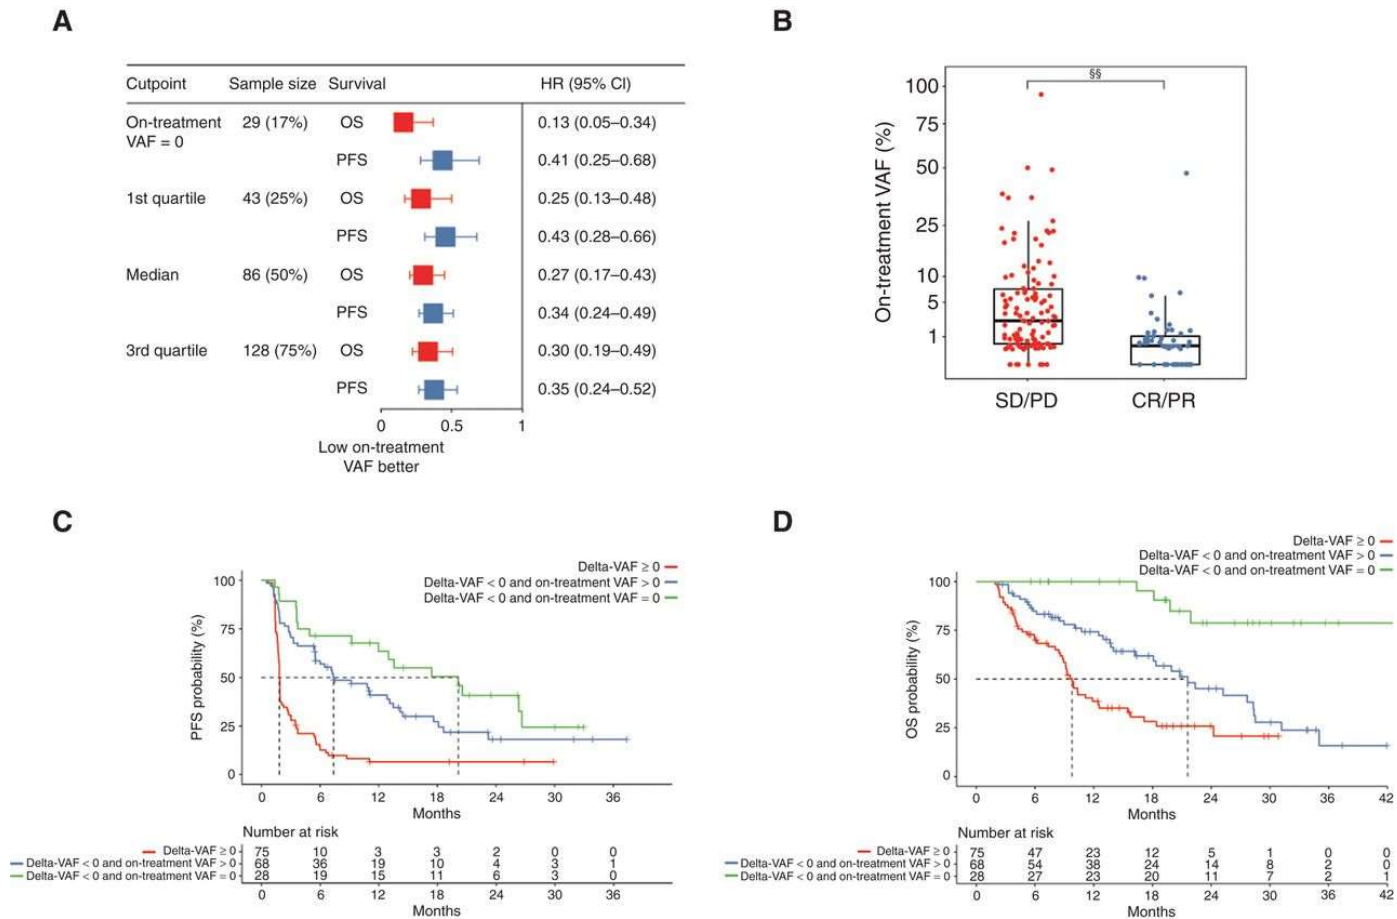 A
Cutpoint Sample size Survival HR (95% CI)
On-treatment VAF = 0 29 (17%) OS 0.13 (0.05–0.34)
PFS 0.41 (0.25–0.68)
1st quartile 43 (25%) OS 0.25 (0.13–0.48)
PFS 0.43 (0.28–0.66)
Median 86 (50%) OS 0.27 (0.17–0.43)
PFS 0.34 (0.24–0.49)
3rd quartile 128 (75%) OS 0.30 (0.19–0.49)
PFS 0.35 (0.24–0.52)
0 0.5 1
Low on-treatment
VAF better
B
On-treatment VAF (%)
100
75
50
25
10
5
1
§§
SD/PD CR/PR
C
Delta-VAF ≥ 0
Delta-VAF < 0 and on-treatment VAF > 0
Delta-VAF < 0 and on-treatment VAF = 0
PFS probability (%)
100
75
50
25
0
0 6 12 18 24 30 36
Months
Number at risk
Delta-VAF ≥ 0 75 10 3 3 2 0 0
Delta-VAF < 0 and on-treatment VAF > 0 68 36 19 10 4 3 1
Delta-VAF < 0 and on-treatment VAF = 0 28 19 15 11 6 3 0
0 6 12 18 24 30 36
Months
D
Delta-VAF ≥ 0
Delta-VAF < 0 and on-treatment VAF > 0
Delta-VAF < 0 and on-treatment VAF = 0
OS probability (%)
100
75
50
25
0
0 6 12 18 24 30 36 42
Months
Number at risk
Delta-VAF ≥ 0 75 47 23 12 5 1 0 0
Delta-VAF < 0 and on-treatment VAF > 0 68 54 38 24 14 8 2 0
Delta-VAF < 0 and on-treatment VAF = 0 28 27 23 20 11 7 2 1
0 6 12 18 24 30 36 42
Months